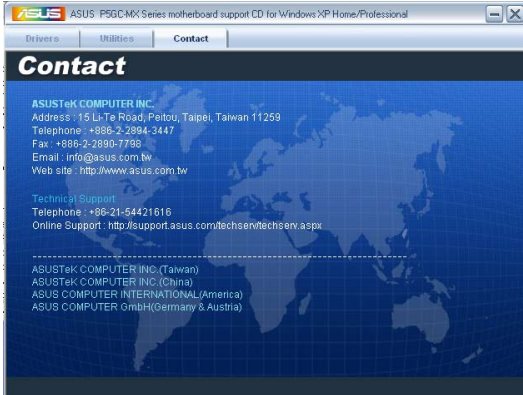 ASUS P5GC-MX Series motherboard support CD for Windows XP Home/Professional
Drivers Utilities Contact
Contact
ASUSTeK COMPUTER INC.
Address : 15 Li-Te Road, Peitou, Taipei, Taiwan 11259
Telephone : +886-2-2894-3447
Fax : +886-2-2890-7798
Email : info@asus.com.tw
Web site : http://www.asus.com.tw
Technical Support
Telephone : +86-21-54421616
Online Support : http://support.asus.com/techserv/techserv.aspx
ASUSTeK COMPUTER INC.(Taiwan)
ASUSTeK COMPUTER INC.(China)
ASUS COMPUTER INTERNATIONAL(America)
ASUS COMPUTER GmbH(Germany & Austria)